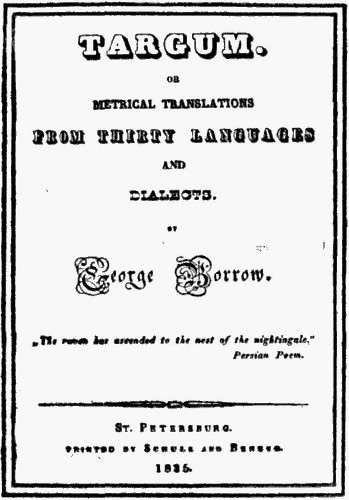 TARGUM.
OR
METRICAL TRANSLATIONS
FROM THIRTY LANGUAGES
AND
DIALECTS.
BY
George Borrow.
„The raven has ascended to the nest of the nightingale.“
Persian Poem.
ST. PETERSBURG.
PRINTED BY SCHULZ AND BENEZE.
1835.